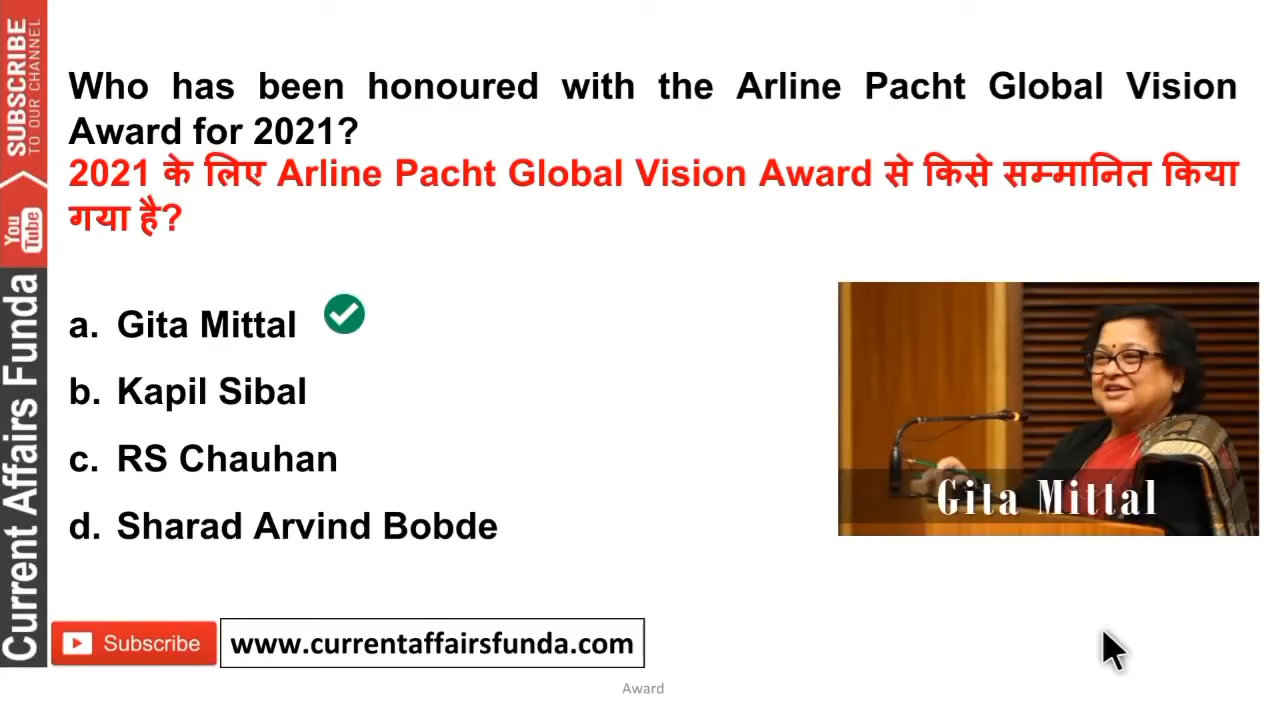 SUBSCRIBE
TO OUR CHANNEL
You
Tube
Current Affairs Funda
Who has been honoured with the Arline Pacht Global Vision
Award for 2021?
2021 के लिए Arline Pacht Global Vision Award से किसे सम्मानित किया
गया है?
a. Gita Mittal
b. Kapil Sibal
c. RS Chauhan
d. Sharad Arvind Bobde
Gita Mittal
Subscribe
www.currentaffairsfunda.com
Award